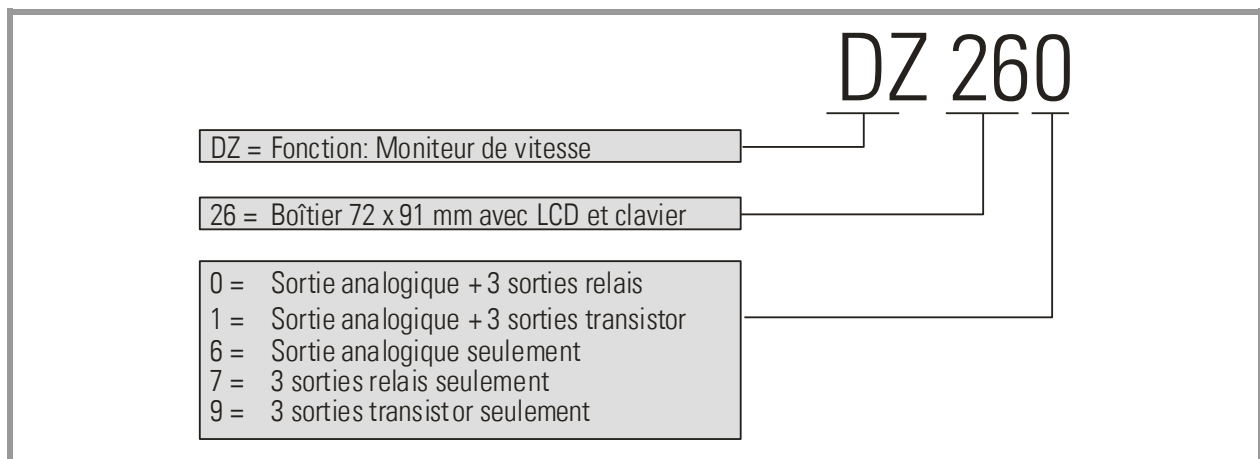 DZ 260
DZ = Fonction: Moniteur de vitesse
26 = Boîtier 72 x 91 mm avec LCD et clavier
0 = Sortie analogique + 3 sorties relais
1 = Sortie analogique + 3 sorties transistor
6 = Sortie analogique seulement
7 = 3 sorties relais seulement
9 = 3 sorties transistor seulement